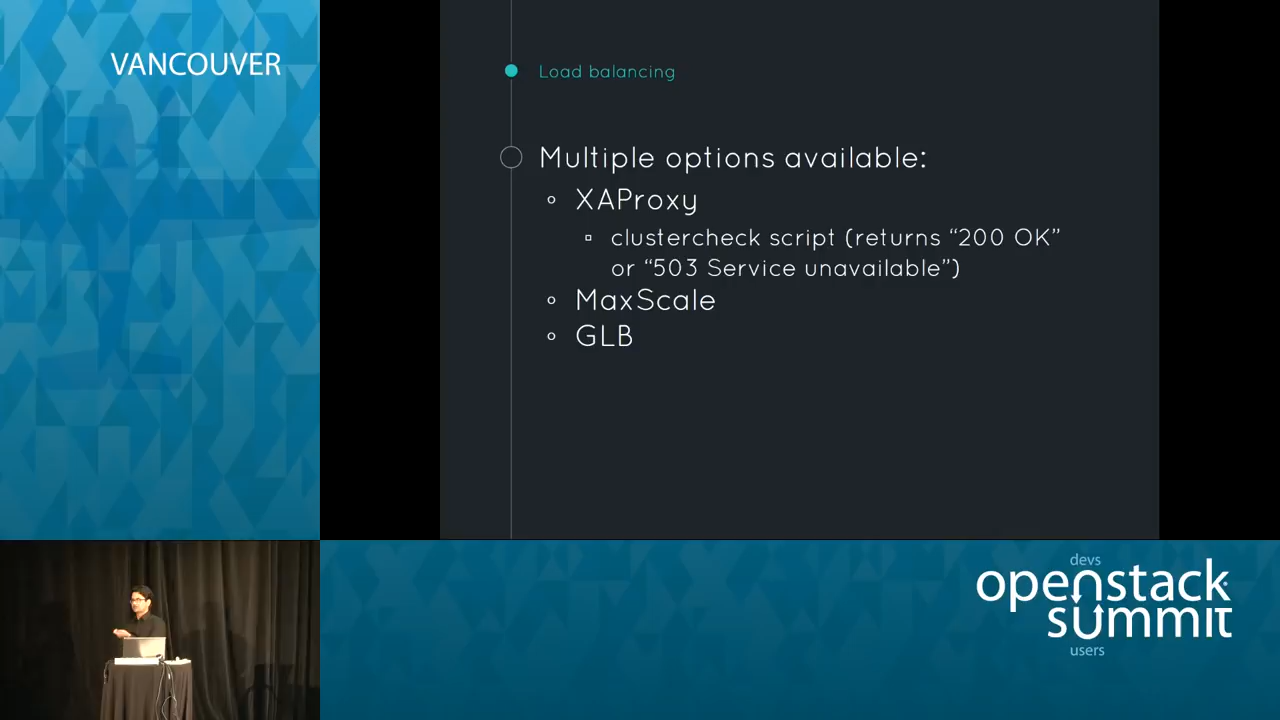 VANCOUVER
Load balancing
Multiple options available:
XAProxy
clustercheck script (returns “200 OK”
or “503 Service unavailable”)
MaxScale
GLB
devs
openstack
summit
users